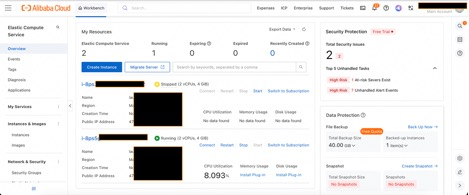 Alibaba Cloud
Workbench
Search
Expenses
ICP
Enterprise
Support
Tickets
Elastic Compute Service
Overview
Events
Tags
Diagnosis
Applications
My Services
Instances & Images
Instances
Images
Network & Security
Security Groups
My Resources
Export Data
Elastic Compute Service
2
Running
1
Expiring
0
Expired
0
Recently Created
0
Create Instance
Migrate Server
Search by keywords, separated by a comma
i-8ps
Stopped (2 vCPUs, 4 GB)
Connect
Restart
Stop
Start
Switch to Subscription
Name
Region
Creation Time
Public IP Address
CPU Utilization
No data found
Memory Usage
No data found
Disk Usage
No data found
i-8ps5
Running (2 vCPUs, 4 GB)
Connect
Restart
Stop
Start
Switch to Subscription
Name
Region
Creation Time
Public IP Address
CPU Utilization
8.093%
Memory Usage
Install Plug-in
Disk Usage
Install Plug-in
Security Protection
Free Trial
Total Security Issues
2
Top 5 Unhandled Tasks
High Risk
1 At-risk Severs Exist
High Risk
7 Unhandled Alert Events
Data Protection
File Backup
Back Up Now
Total Backup Size
40.00
Free Quota
Backed-up Instances
1
Snapshot
Create Snapshot
Total Snapshot Size
No Snapshots
Total Snapshots
No Snapshots